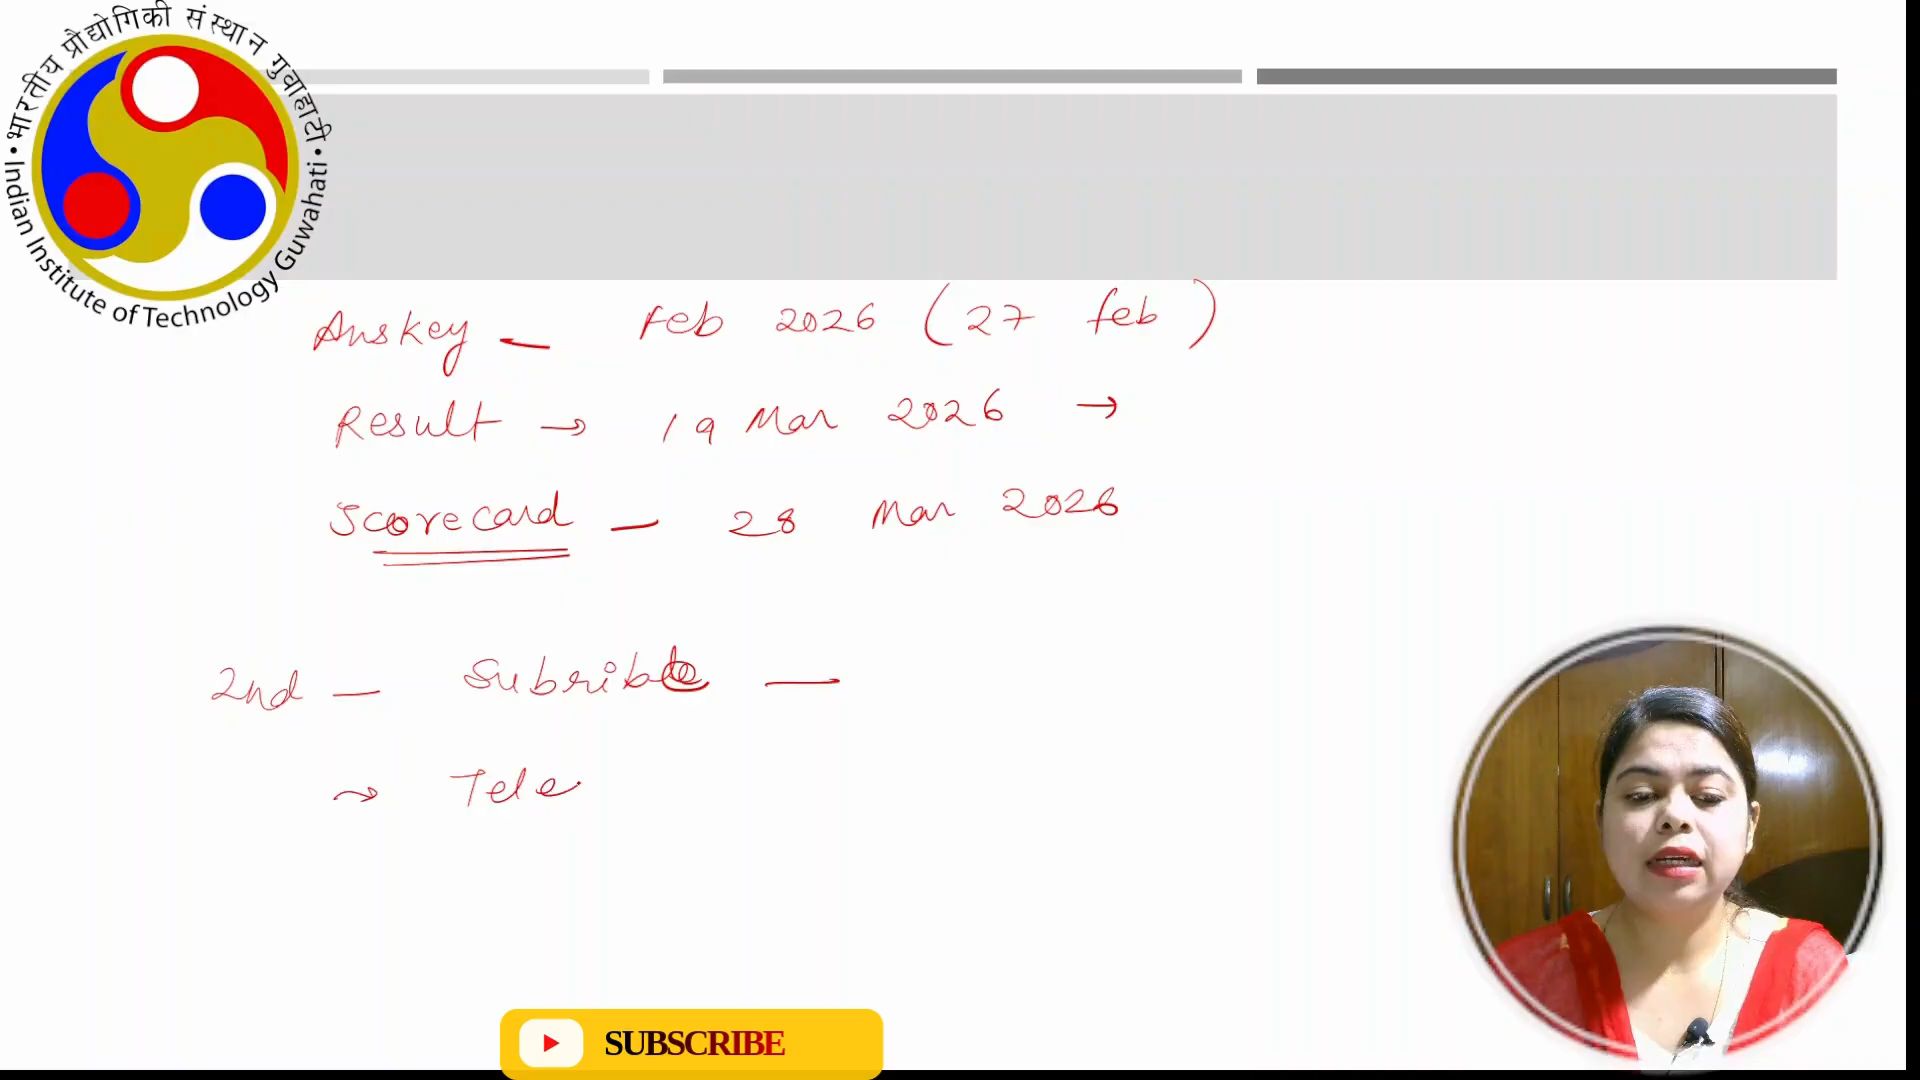 भारतीय प्रौद्योगिकी संस्थान गुवाहाटी
Indian Institute of Technology Guwahati
Anskey - Feb 2026 (27 feb)
Result → 19 Mar 2026 →
Scorecard - 28 Mar 2026
2nd - Subribe -
→ Tele
SUBSCRIBE